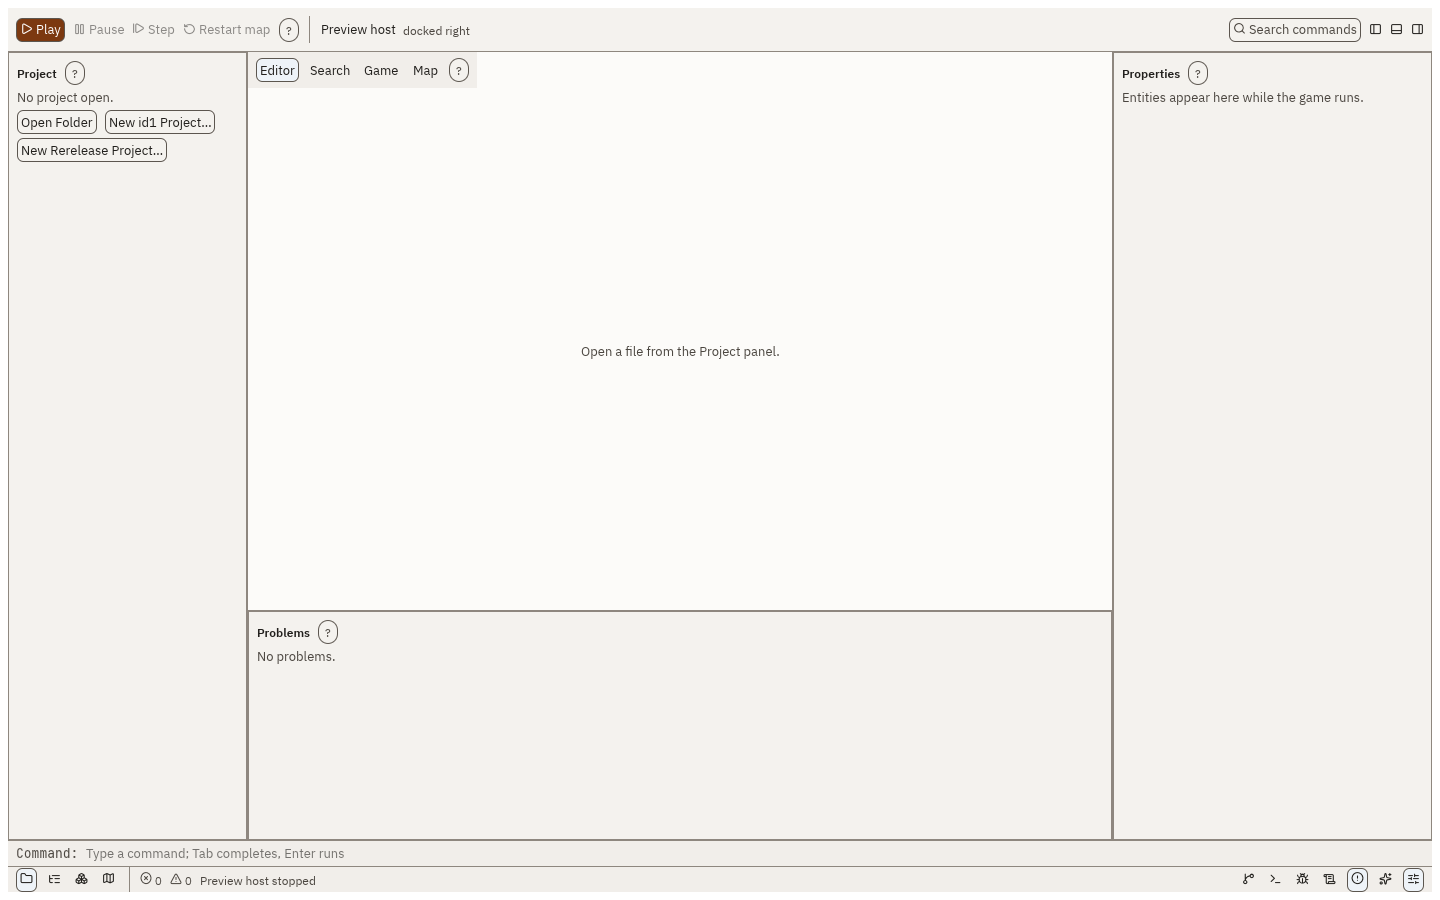 Play Pause Step Restart map ? Preview host docked right Search commands
Project ?
No project open.
Open Folder New id1 Project...
New Rerelease Project...
Editor Search Game Map ?
Open a file from the Project panel.
Problems ?
No problems.
Properties ?
Entities appear here while the game runs.
Command: Type a command; Tab completes, Enter runs
0 0 Preview host stopped